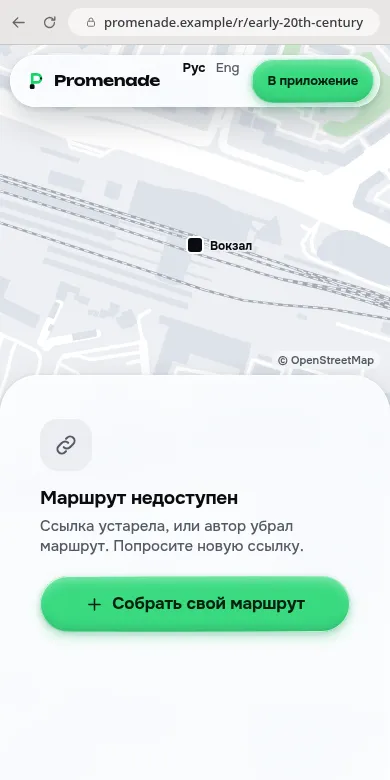 promenade.example/r/early-20th-century
Promenade
Рус Eng
В приложение
Вокзал
© OpenStreetMap
Маршрут недоступен
Ссылка устарела, или автор убрал
маршрут. Попросите новую ссылку.
Собрать свой маршрут